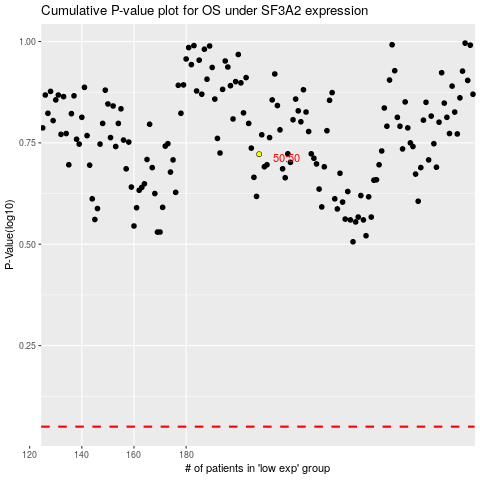 Cumulative P-value plot for OS under SF3A2 expression
P-Value(log10)
1.00
0.75
0.50
0.25
50:50
120 140 160 180
# of patients in 'low exp' group